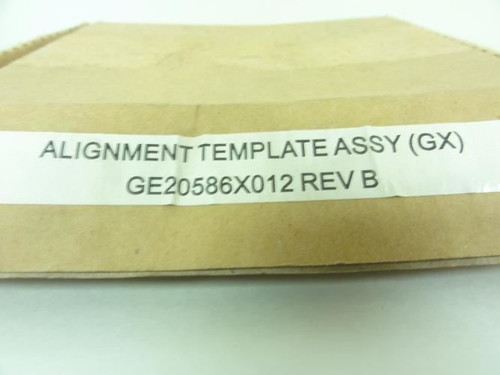 ALIGNMENT TEMPLATE ASSY (GX)
GE20586X012 REV B